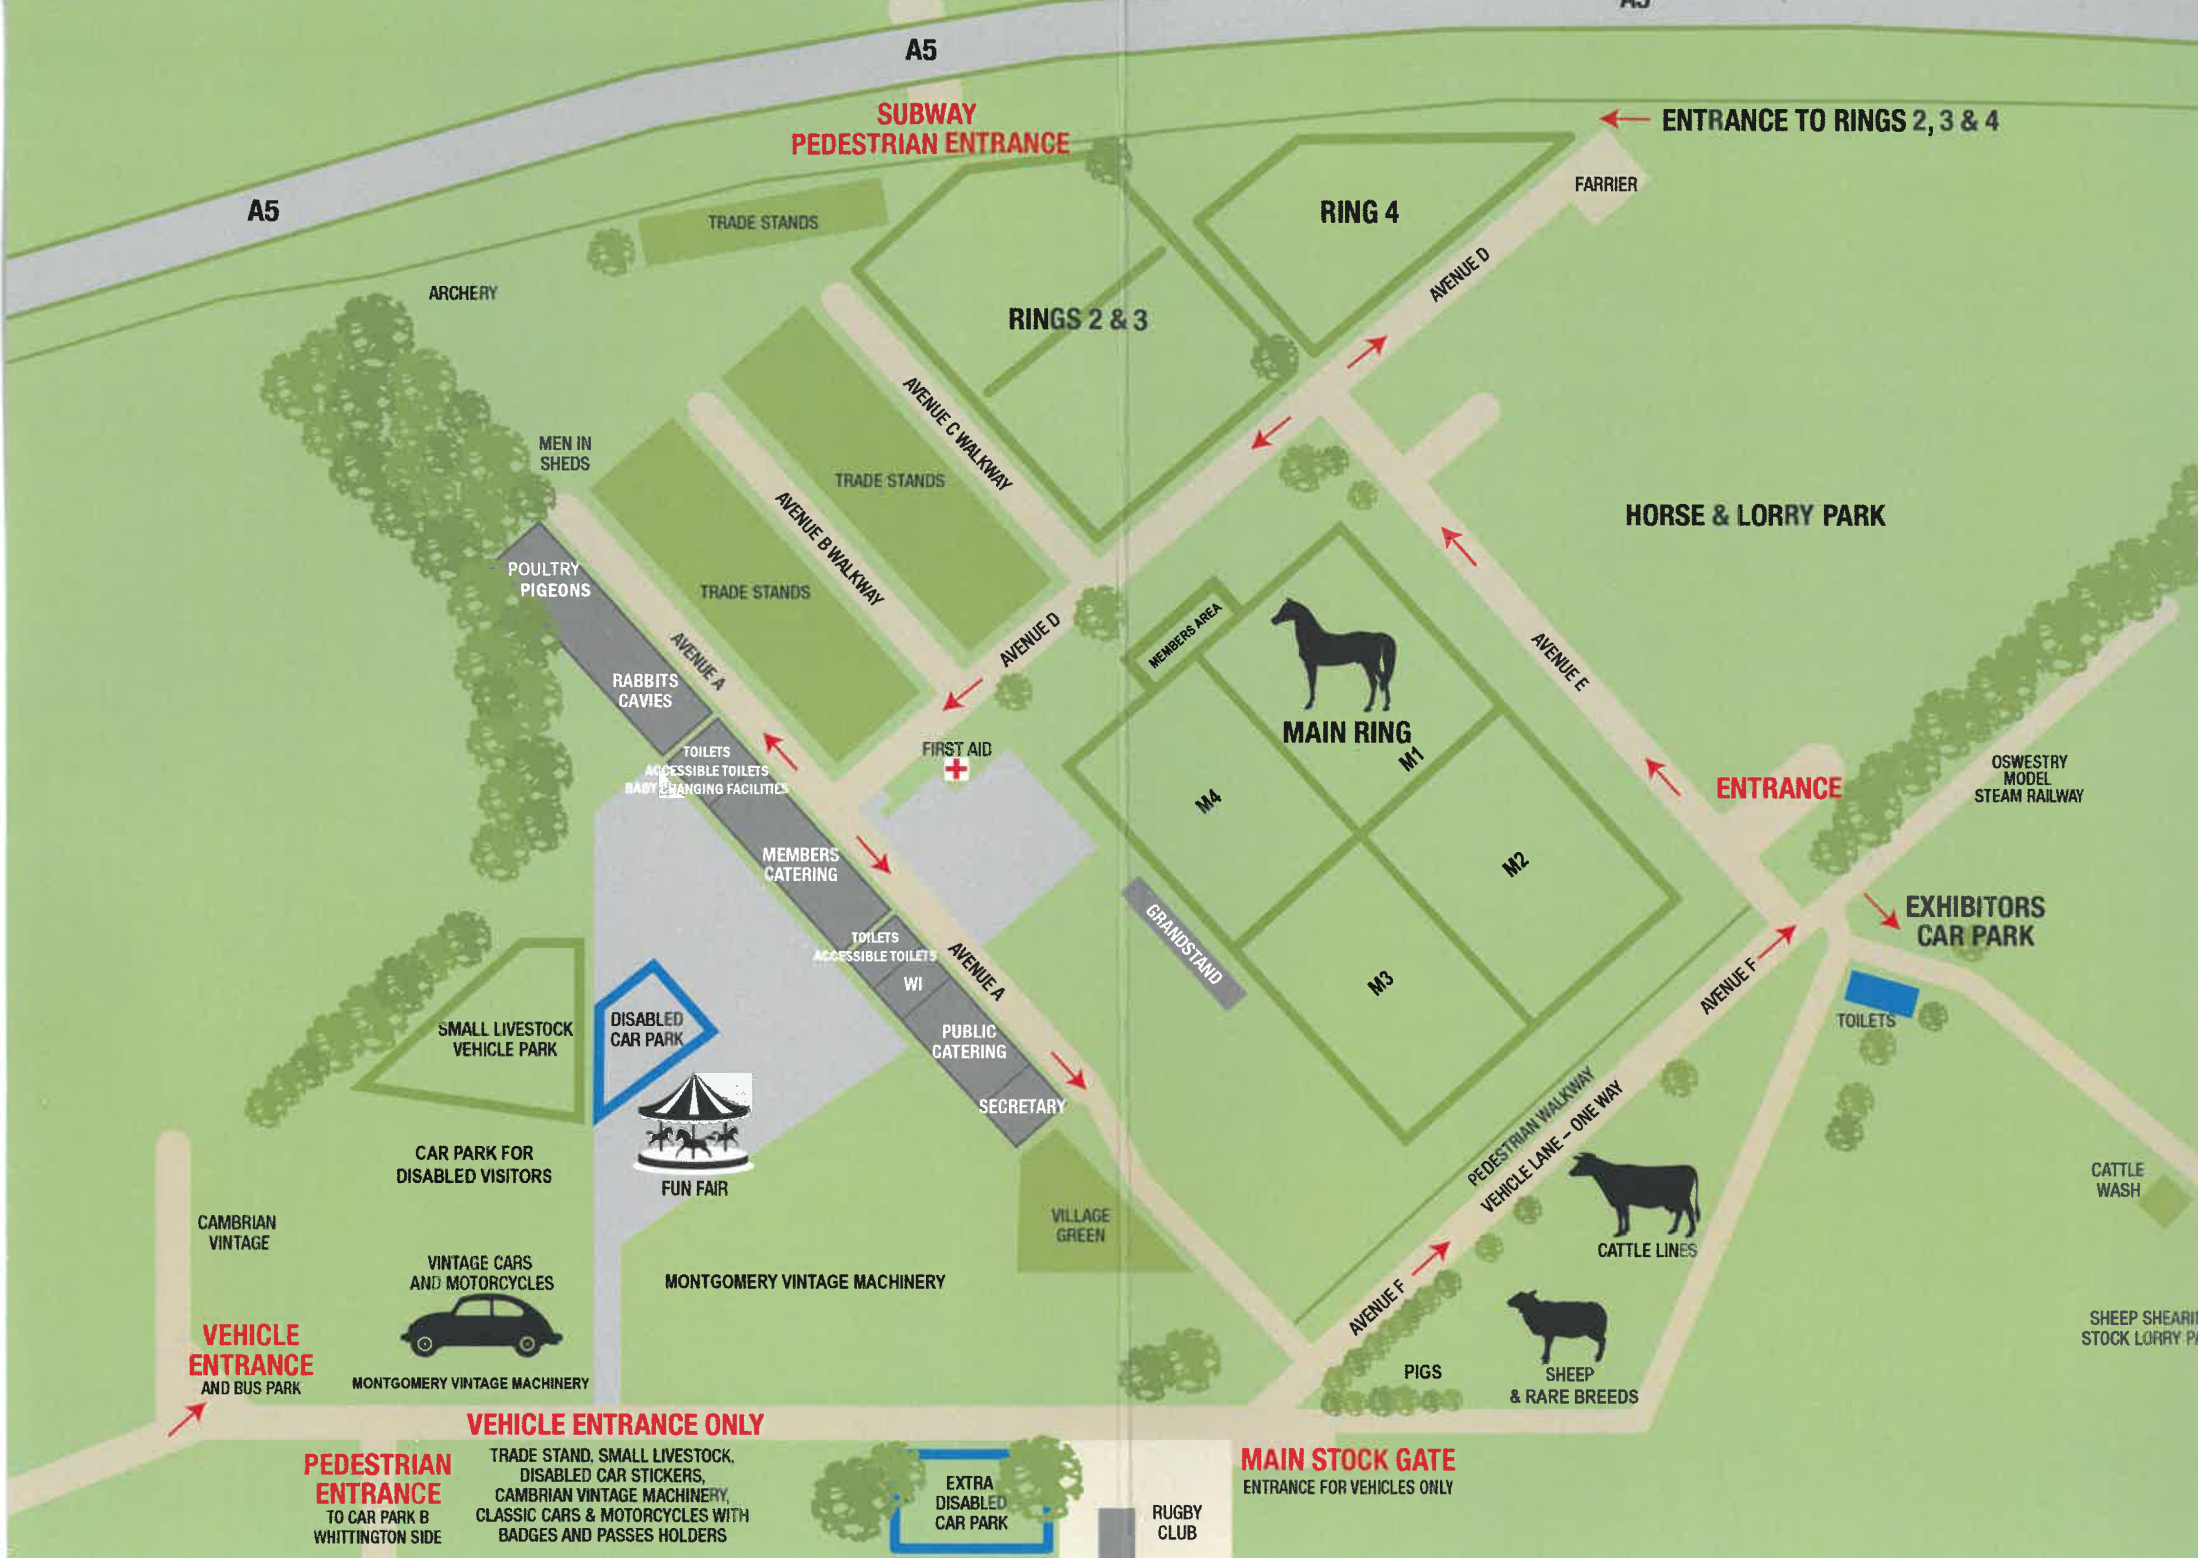 A5
A5
A5
SUBWAY
PEDESTRIAN ENTRANCE
ENTRANCE TO RINGS 2, 3 & 4
FARRIER
RING 4
TRADE STANDS
AVENUE D
ARCHERY
RINGS 2 & 3
AVENUE C WALKWAY
MEN IN
SHEDS
TRADE STANDS
HORSE & LORRY PARK
AVENUE B WALKWAY
POULTRY
PIGEONS
TRADE STANDS
AVENUE D
MEMBERS AREA
AVENUE A
AVENUE E
RABBITS
CAVIES
MAIN RING
M1
TOILETS
ACCESSIBLE TOILETS
BABY CHANGING FACILITIES
FIRST AID
M4
ENTRANCE
OSWESTRY
MODEL
STEAM RAILWAY
MEMBERS
CATERING
M2
GRANDSTAND
EXHIBITORS
CAR PARK
TOILETS
ACCESSIBLE TOILETS
WI
AVENUE A
M3
AVENUE F
SMALL LIVESTOCK
VEHICLE PARK
DISABLED
CAR PARK
PUBLIC
CATERING
TOILETS
SECRETARY
PEDESTRIAN WALKWAY
VEHICLE LANE – ONE WAY
CAR PARK FOR
DISABLED VISITORS
FUN FAIR
CATTLE
WASH
CAMBRIAN
VINTAGE
VILLAGE
GREEN
CATTLE LINES
VINTAGE CARS
AND MOTORCYCLES
MONTGOMERY VINTAGE MACHINERY
AVENUE F
SHEEP SHEARI
STOCK LORRY P
VEHICLE
ENTRANCE
AND BUS PARK
MONTGOMERY VINTAGE MACHINERY
PIGS
SHEEP
& RARE BREEDS
VEHICLE ENTRANCE ONLY
TRADE STAND, SMALL LIVESTOCK,
DISABLED CAR STICKERS,
CAMBRIAN VINTAGE MACHINERY,
CLASSIC CARS & MOTORCYCLES WITH
BADGES AND PASSES HOLDERS
PEDESTRIAN
ENTRANCE
TO CAR PARK B
WHITTINGTON SIDE
EXTRA
DISABLED
CAR PARK
RUGBY
CLUB
MAIN STOCK GATE
ENTRANCE FOR VEHICLES ONLY